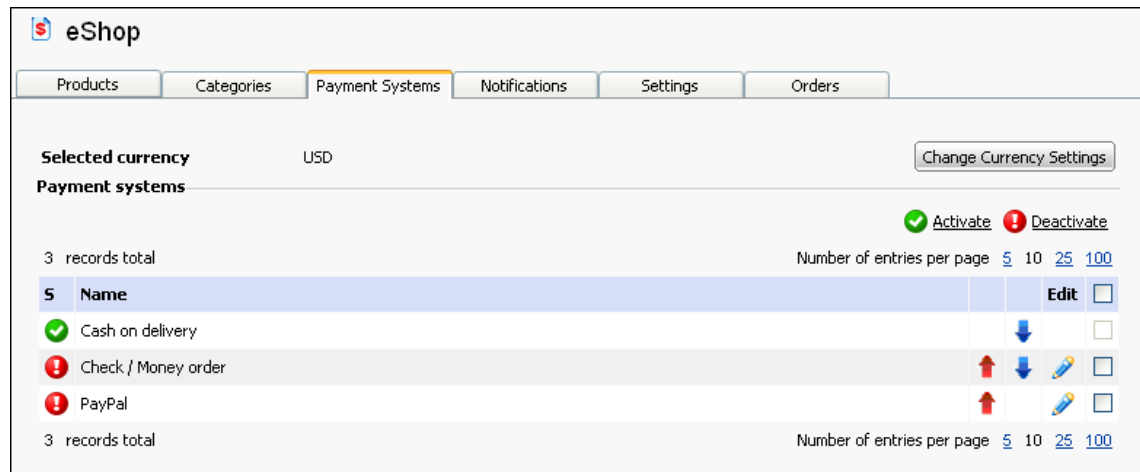 eShop
Products Categories Payment Systems Notifications Settings Orders
Selected currency USD Change Currency Settings
Payment systems
Activate Deactivate
3 records total Number of entries per page 5 10 25 100
S Name Edit
Cash on delivery
Check / Money order
PayPal
3 records total Number of entries per page 5 10 25 100